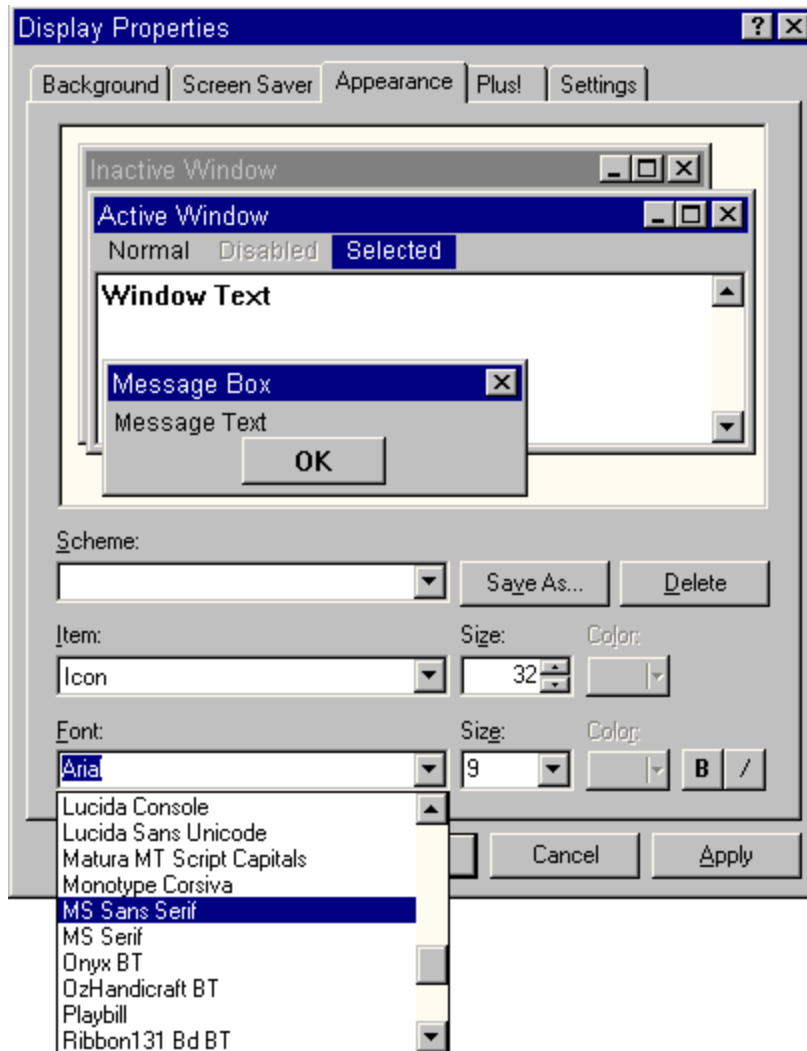 Display Properties
Background Screen Saver Appearance Plus! Settings
Inactive Window
Active Window
Normal Disabled Selected
Window Text
Message Box
Message Text
OK
Scheme:
Save As... Delete
Item: Size: Color:
Icon 32
Font: Size: Color:
Arial 9 B /
Lucida Console
Lucida Sans Unicode
Matura MT Script Capitals
Monotype Corsiva
Cancel Apply
MS Sans Serif
MS Serif
Onyx BT
OzHandicraft BT
Playbill
Ribbon131 Bd BT